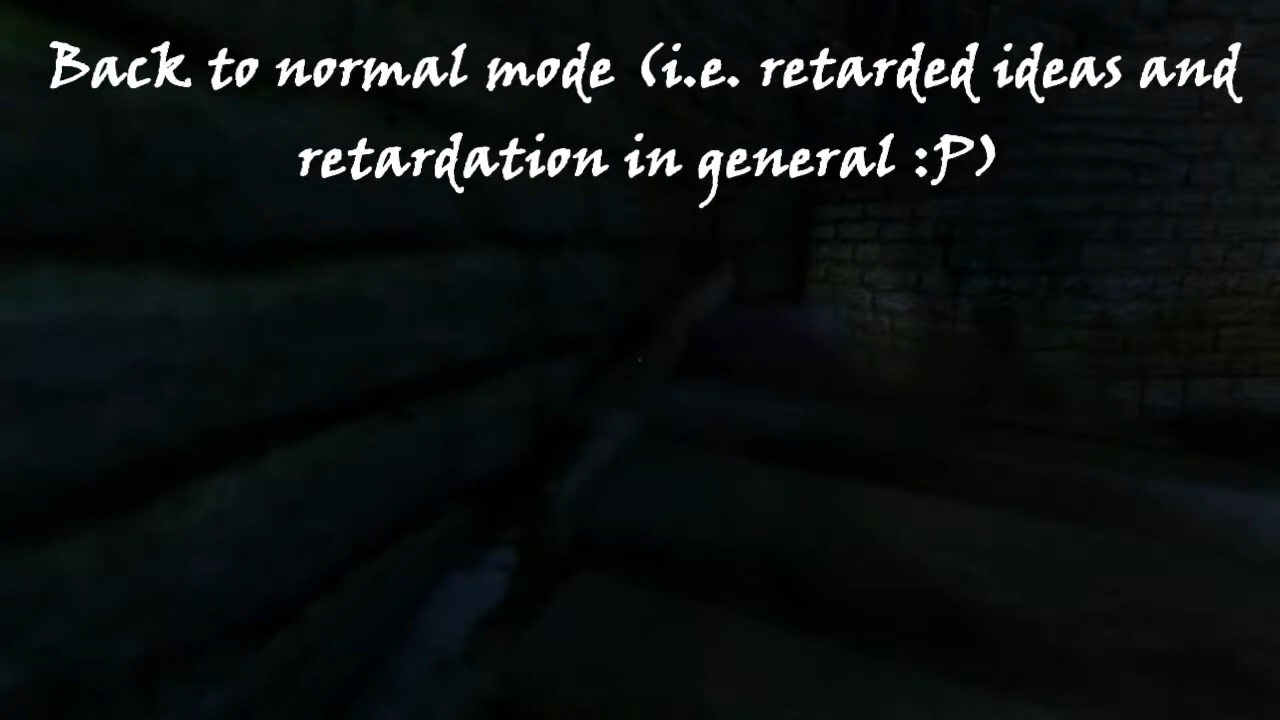 Back to normal mode (i.e. retarded ideas and
retardation in general :P)